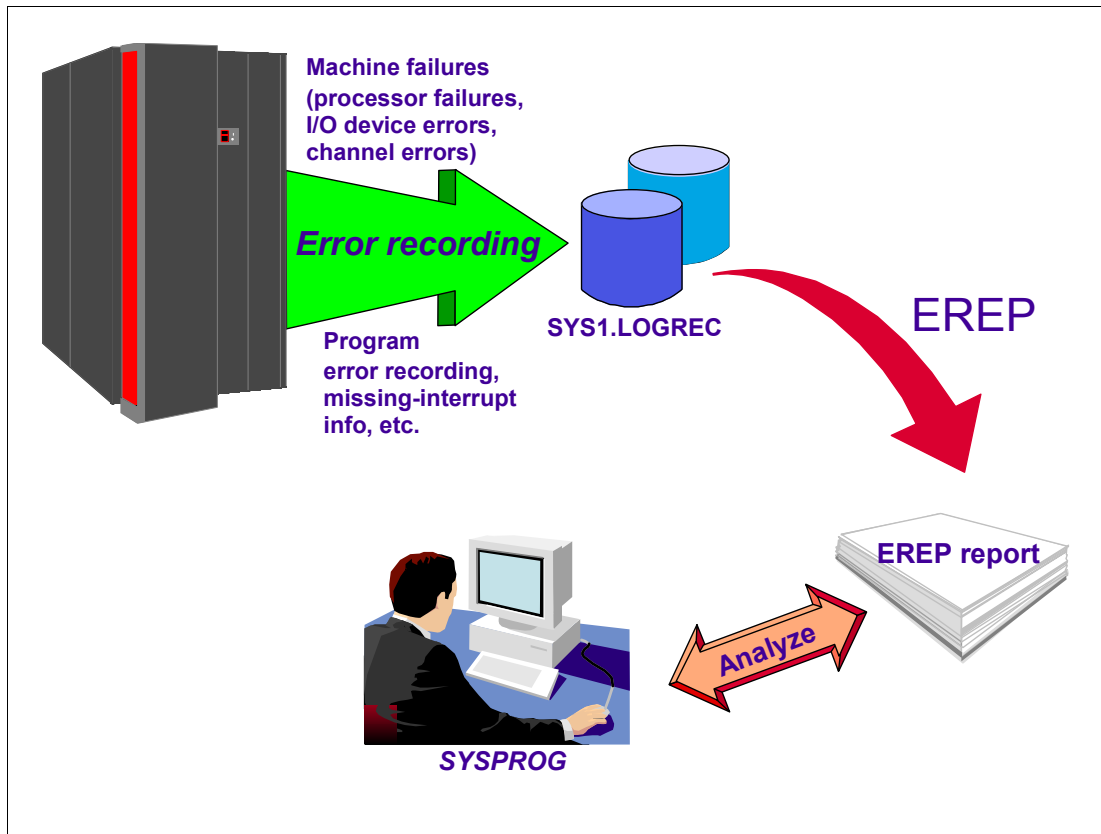 Machine failures
(processor failures,
I/O device errors,
channel errors)
Error recording
Program
error recording,
missing-interrupt
info, etc.
SYS1.LOGREC
EREP
EREP report
Analyze
SYSPROG